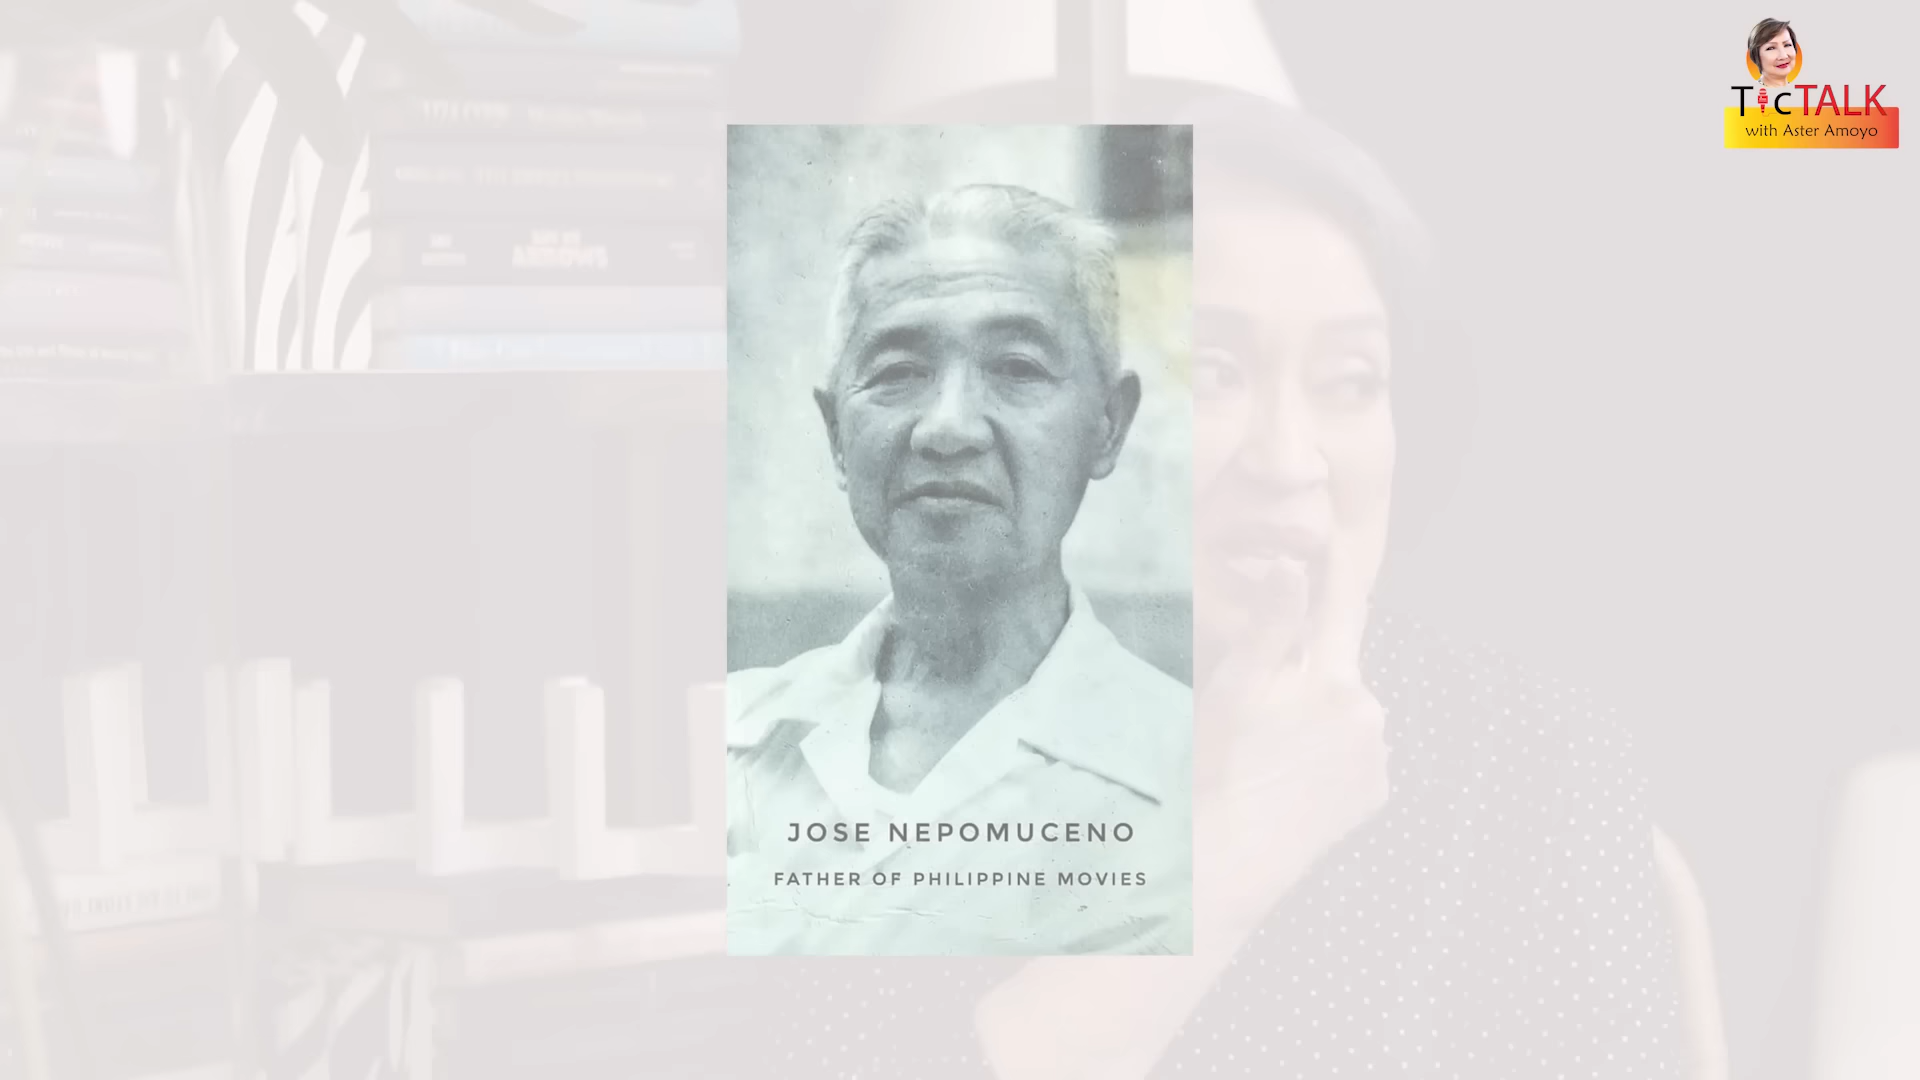 TicTALK
with Aster Amoyo
JOSE NEPOMUCENO
FATHER OF PHILIPPINE MOVIES